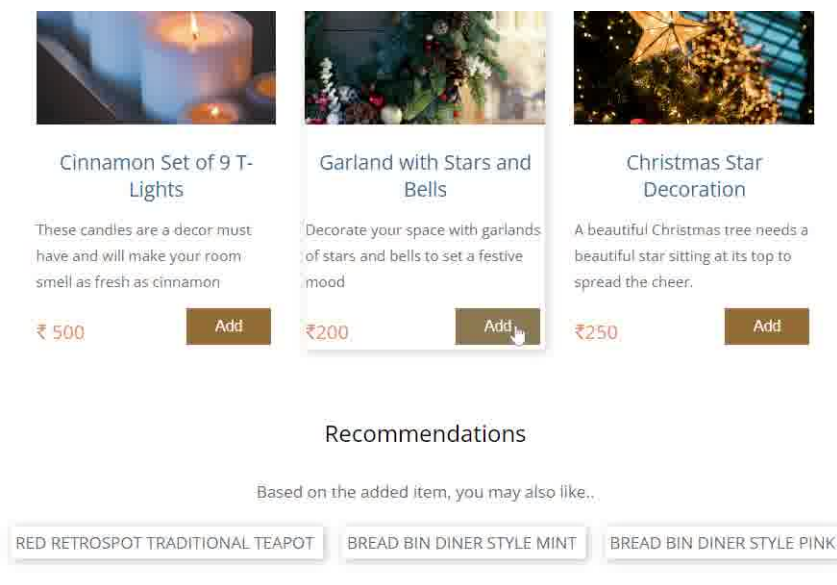 Cinnamon Set of 9 T-
Lights
These candles are a decor must
have and will make your room
smell as fresh as cinnamon
₹ 500
Add
Garland with Stars and
Bells
Decorate your space with garlands
of stars and bells to set a festive
mood
₹200
Add
Christmas Star
Decoration
A beautiful Christmas tree needs a
beautiful star sitting at its top to
spread the cheer.
₹250
Add
Recommendations
Based on the added item, you may also like..
RED RETROSPOT TRADITIONAL TEAPOT
BREAD BIN DINER STYLE MINT
BREAD BIN DINER STYLE PINK